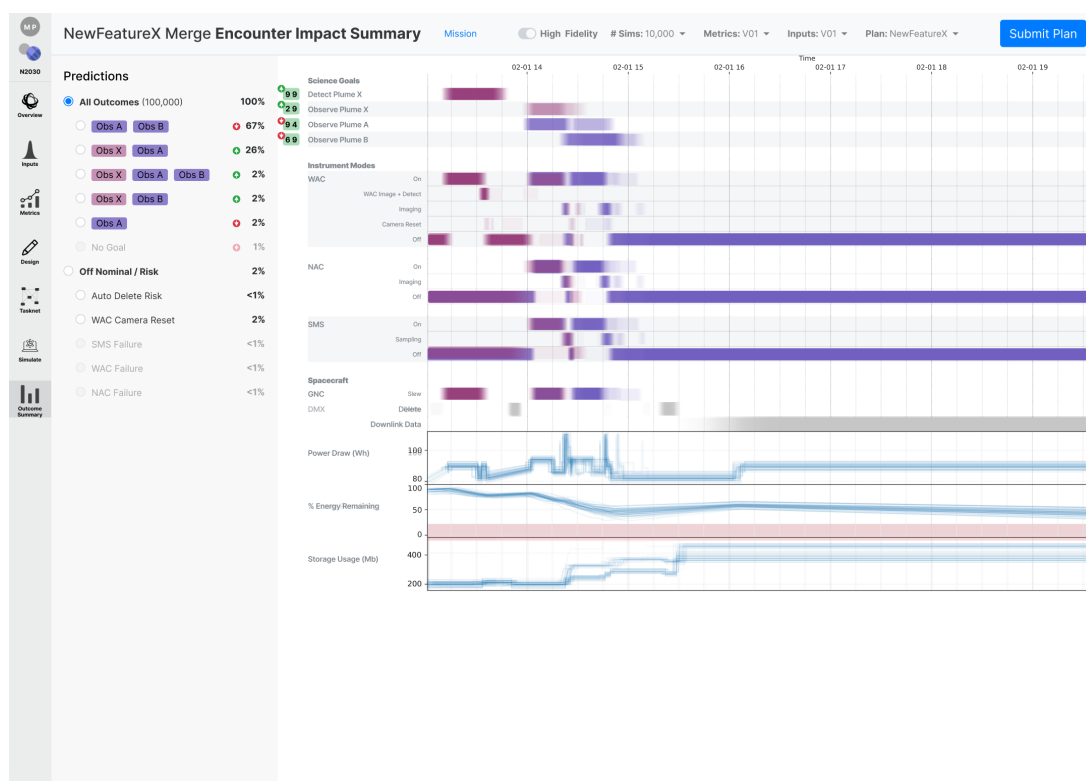 MP
N2030
Overview
Inputs
Metrics
Design
Tasknet
Simulate
Outcome
Summary
NewFeatureX Merge Encounter Impact Summary
Mission
High Fidelity
# Sims: 10,000
Metrics: V01
Inputs: V01
Plan: NewFeatureX
Submit Plan
Predictions
All Outcomes (100,000) 100%
Obs A Obs B 67%
Obs X Obs A 26%
Obs X Obs A Obs B 2%
Obs X Obs B 2%
Obs A 2%
No Goal 1%
Off Nominal / Risk 2%
Auto Delete Risk <1%
WAC Camera Reset 2%
SMS Failure <1%
WAC Failure <1%
NAC Failure <1%
Time
02-01 14 02-01 15 02-01 16 02-01 17 02-01 18 02-01 19
Science Goals
99 Detect Plume X
29 Observe Plume X
94 Observe Plume A
69 Observe Plume B
Instrument Modes
WAC On
WAC Image + Detect
Imaging
Camera Reset
Off
NAC On
Imaging
Off
SMS On
Sampling
Off
Spacecraft
GNC Slew
DMX Delete
Downlink Data
Power Draw (Wh)
100
80
% Energy Remaining
100
50
0
Storage Usage (Mb)
400
200